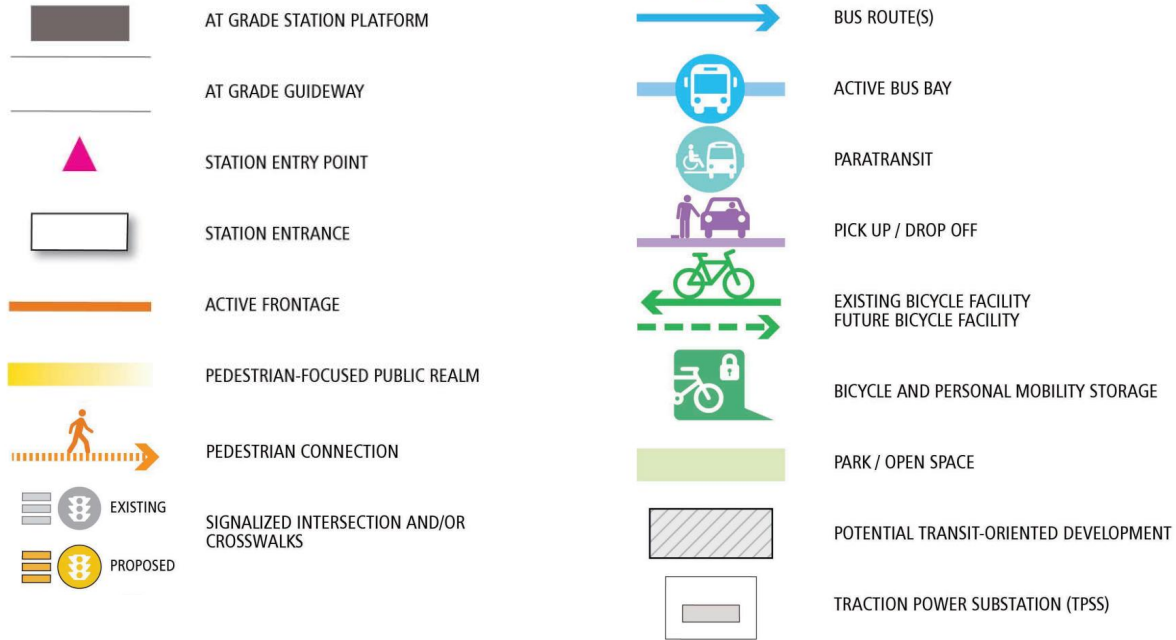 AT GRADE STATION PLATFORM
AT GRADE GUIDEWAY
STATION ENTRY POINT
STATION ENTRANCE
ACTIVE FRONTAGE
PEDESTRIAN-FOCUSED PUBLIC REALM
PEDESTRIAN CONNECTION
EXISTING
PROPOSED
SIGNALIZED INTERSECTION AND/OR
CROSSWALKS
BUS ROUTE(S)
ACTIVE BUS BAY
PARATRANSIT
PICK UP / DROP OFF
EXISTING BICYCLE FACILITY
FUTURE BICYCLE FACILITY
BICYCLE AND PERSONAL MOBILITY STORAGE
PARK / OPEN SPACE
POTENTIAL TRANSIT-ORIENTED DEVELOPMENT
TRACTION POWER SUBSTATION (TPSS)